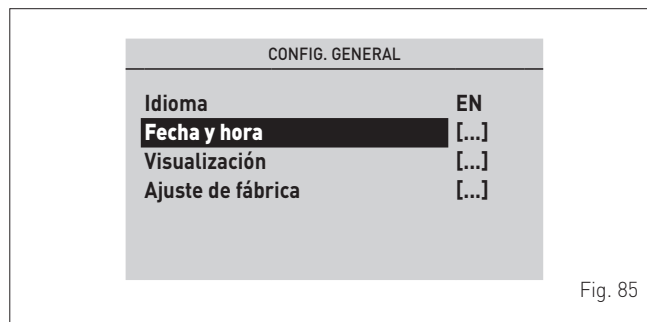 CONFIG. GENERAL
Idioma EN
Fecha y hora [...]
Visualización [...]
Ajuste de fábrica [...]
Fig. 85